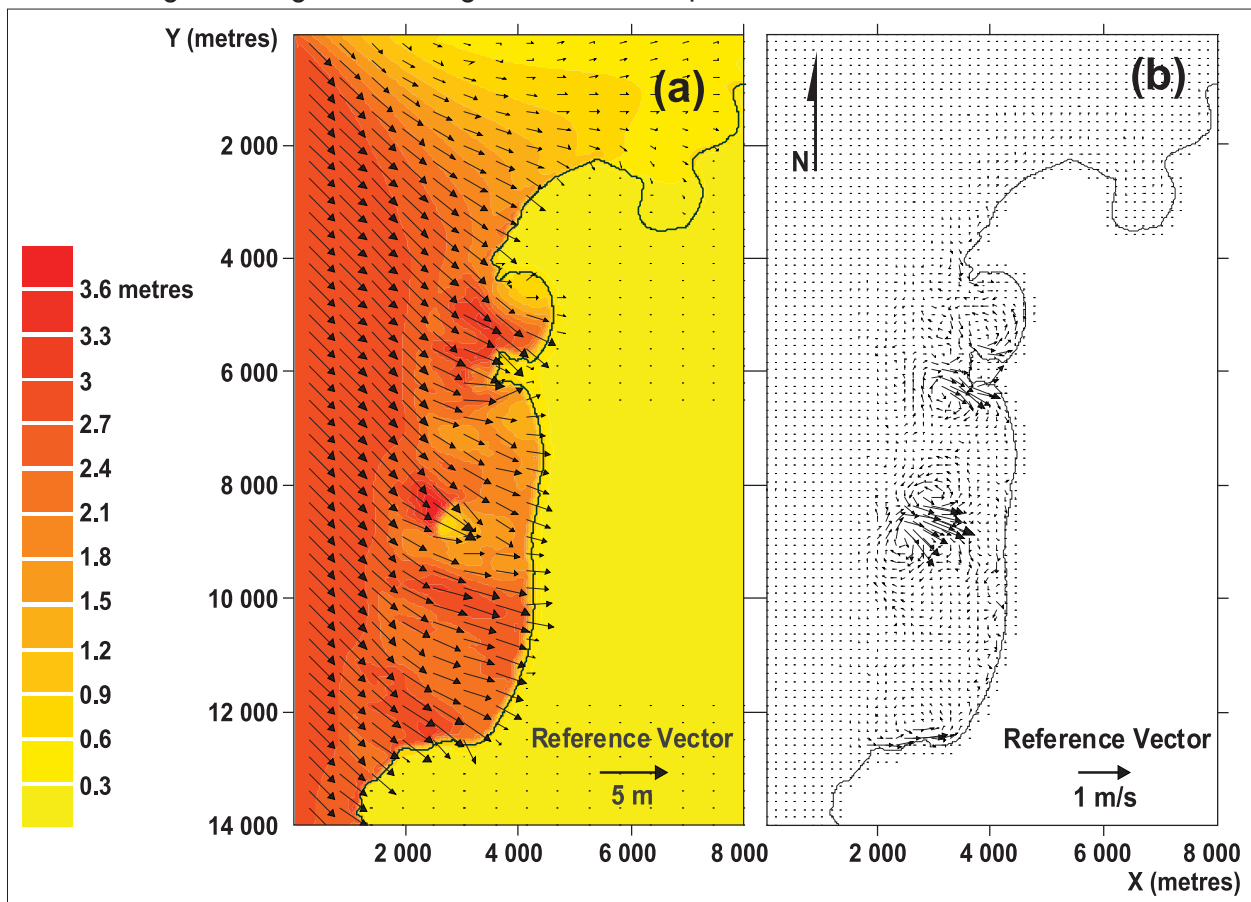 Y (metres)
(a)
(b)
N
2 000
4 000
6 000
8 000
10 000
12 000
14 000
3.6 metres
3.3
3
2.7
2.4
2.1
1.8
1.5
1.2
0.9
0.6
0.3
Reference Vector
5 m
Reference Vector
1 m/s
2 000
4 000
6 000
8 000
2 000
4 000
6 000
8 000
X (metres)